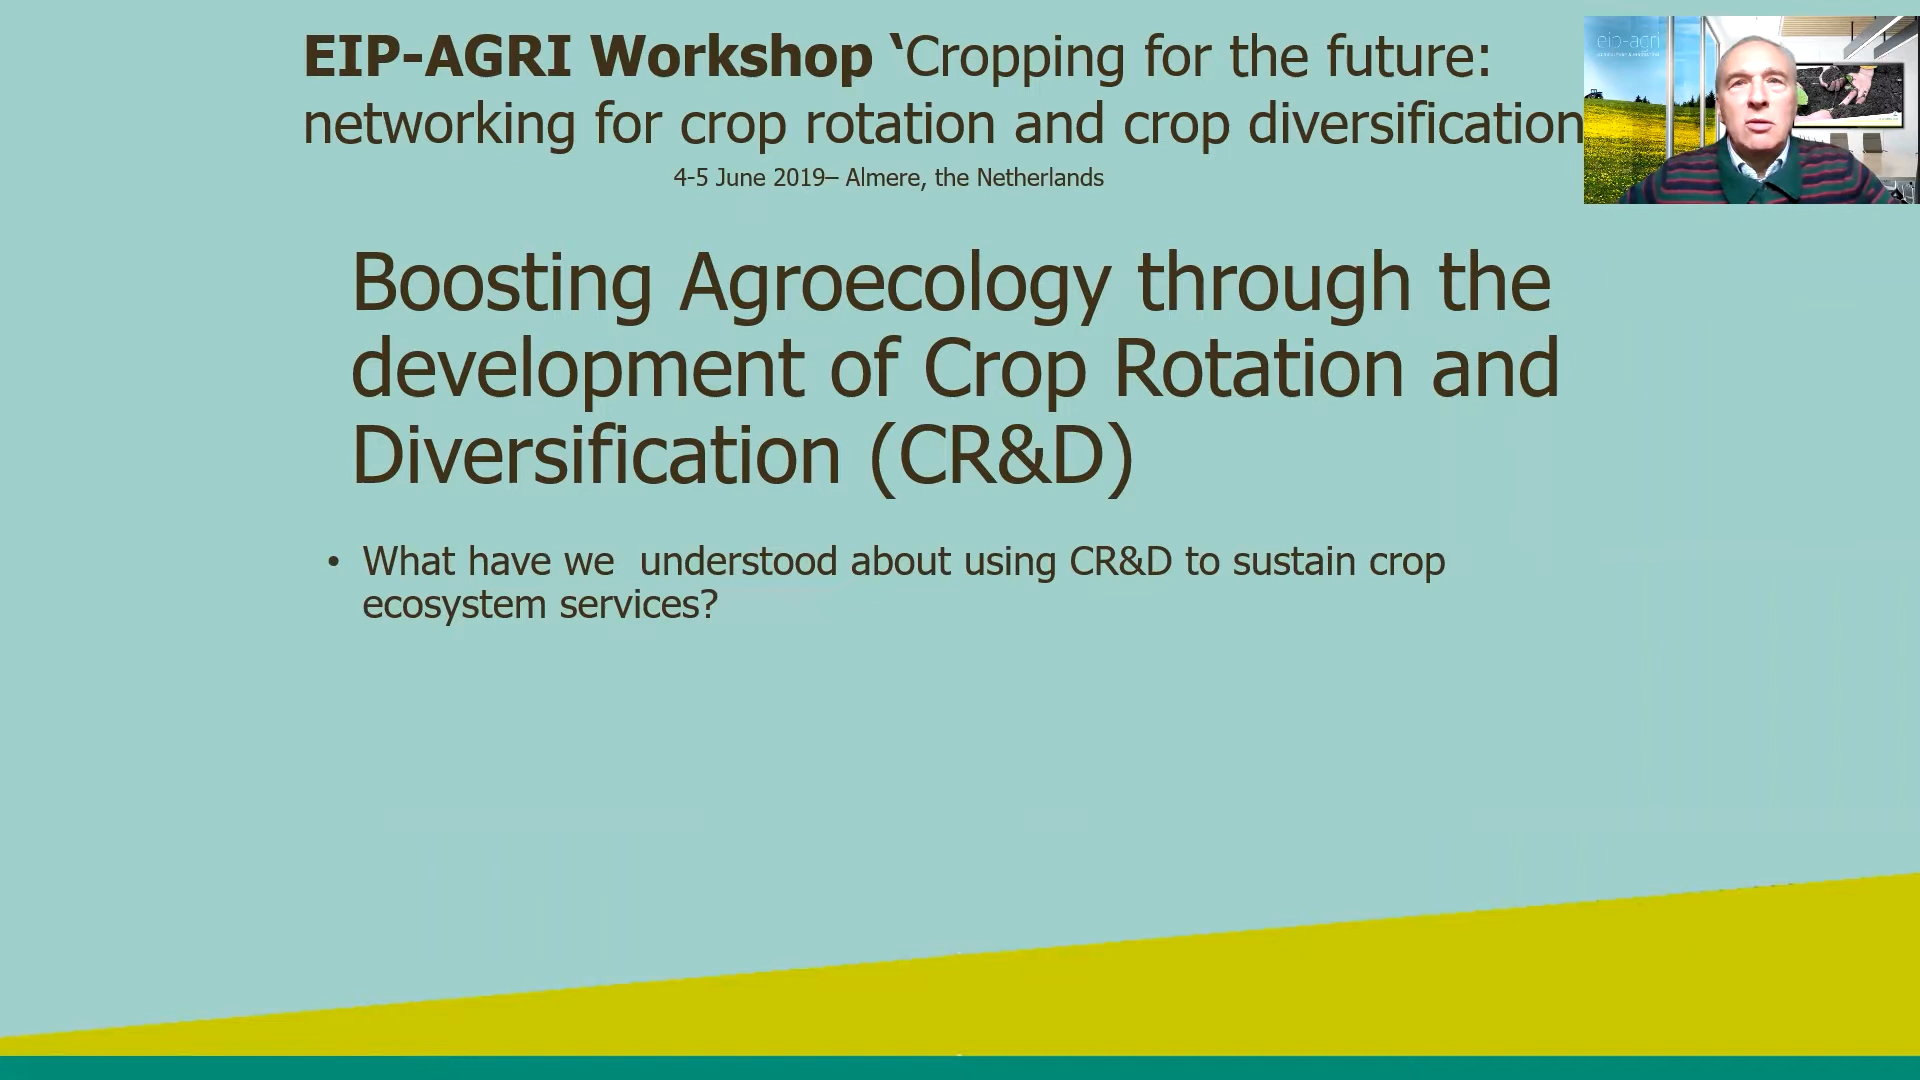 EIP-AGRI Workshop ‘Cropping for the future:
networking for crop rotation and crop diversification
4-5 June 2019– Almere, the Netherlands
eip-agri
Boosting Agroecology through the
development of Crop Rotation and
Diversification (CR&D)
• What have we  understood about using CR&D to sustain crop
ecosystem services?